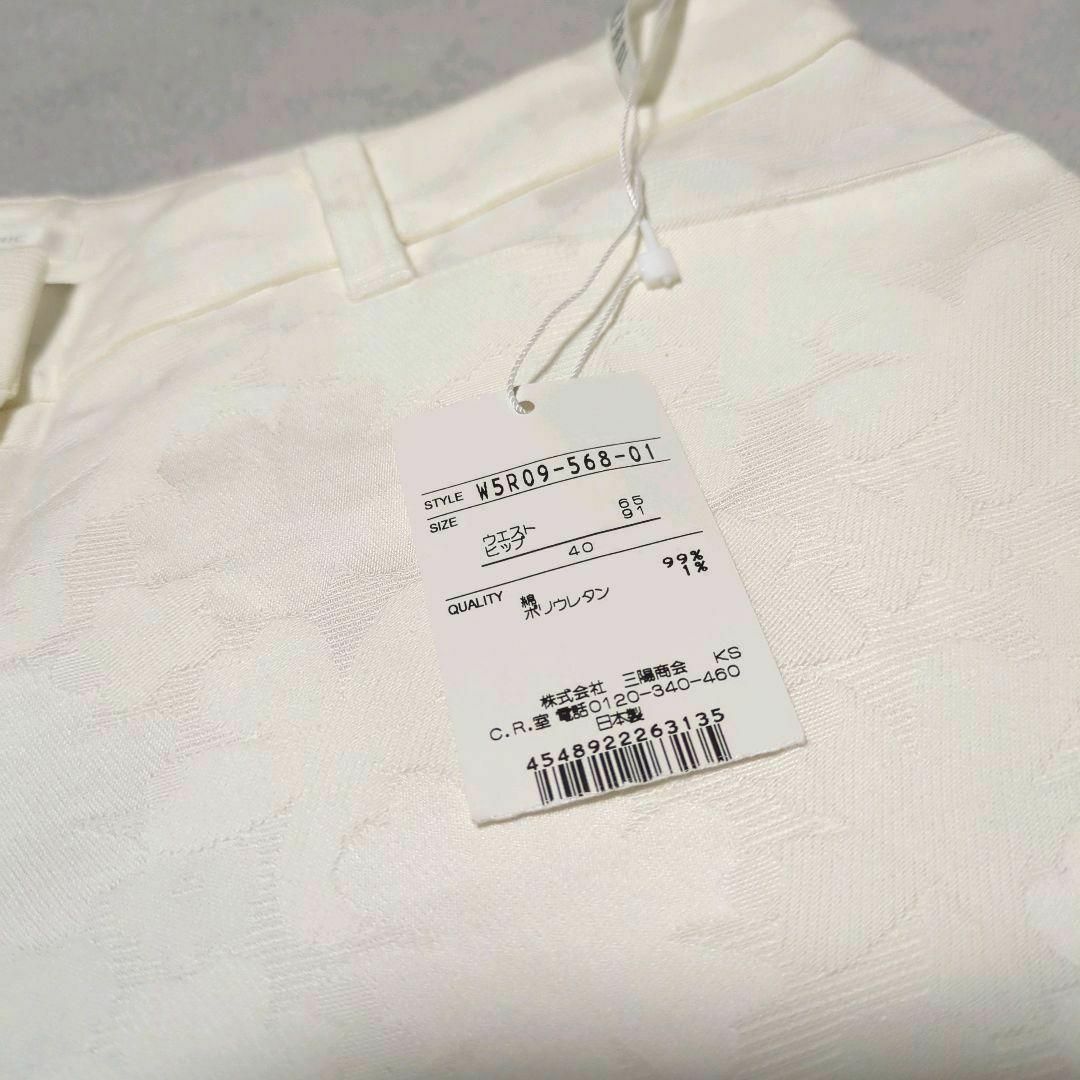 STYLE W5R09-568-01
SIZE
ウエスト 65
ヒップ 91
40
QUALITY 綿 99%
ポリウレタン 1%
株式会社 三陽商会 KS
C.R.室 電話0120-340-460
日本製
4548922263135